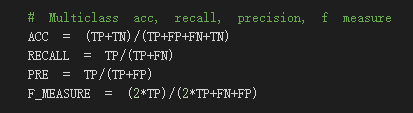 # Multiclass acc, recall, precision, f measure
ACC = (TP+TN)/(TP+FP+FN+TN)
RECALL = TP/(TP+FN)
PRE = TP/(TP+FP)
F_MEASURE = (2*TP)/(2*TP+FN+FP)